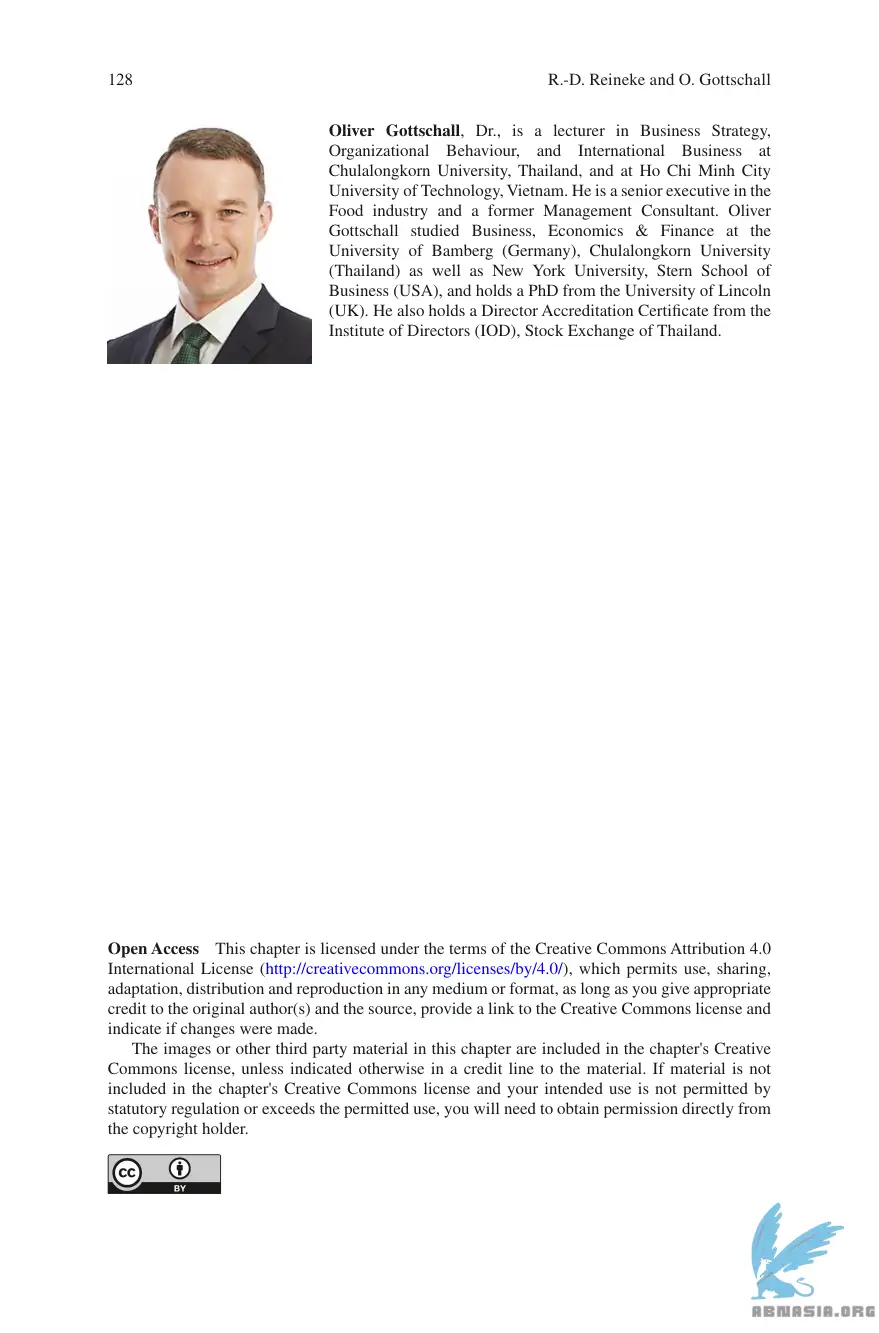 128 R.-D. Reineke and O. Gottschall
Oliver Gottschall, Dr., is a lecturer in Business Strategy,
Organizational Behaviour, and International Business at
Chulalongkorn University, Thailand, and at Ho Chi Minh City
University of Technology, Vietnam. He is a senior executive in the
Food industry and a former Management Consultant. Oliver
Gottschall studied Business, Economics & Finance at the
University of Bamberg (Germany), Chulalongkorn University
(Thailand) as well as New York University, Stern School of
Business (USA), and holds a PhD from the University of Lincoln
(UK). He also holds a Director Accreditation Certificate from the
Institute of Directors (IOD), Stock Exchange of Thailand.
Open Access This chapter is licensed under the terms of the Creative Commons Attribution 4.0
International License (http://creativecommons.org/licenses/by/4.0/), which permits use, sharing,
adaptation, distribution and reproduction in any medium or format, as long as you give appropriate
credit to the original author(s) and the source, provide a link to the Creative Commons license and
indicate if changes were made.
The images or other third party material in this chapter are included in the chapter's Creative
Commons license, unless indicated otherwise in a credit line to the material. If material is not
included in the chapter's Creative Commons license and your intended use is not permitted by
statutory regulation or exceeds the permitted use, you will need to obtain permission directly from
the copyright holder.
cc
BY
ABNASIA.ORG